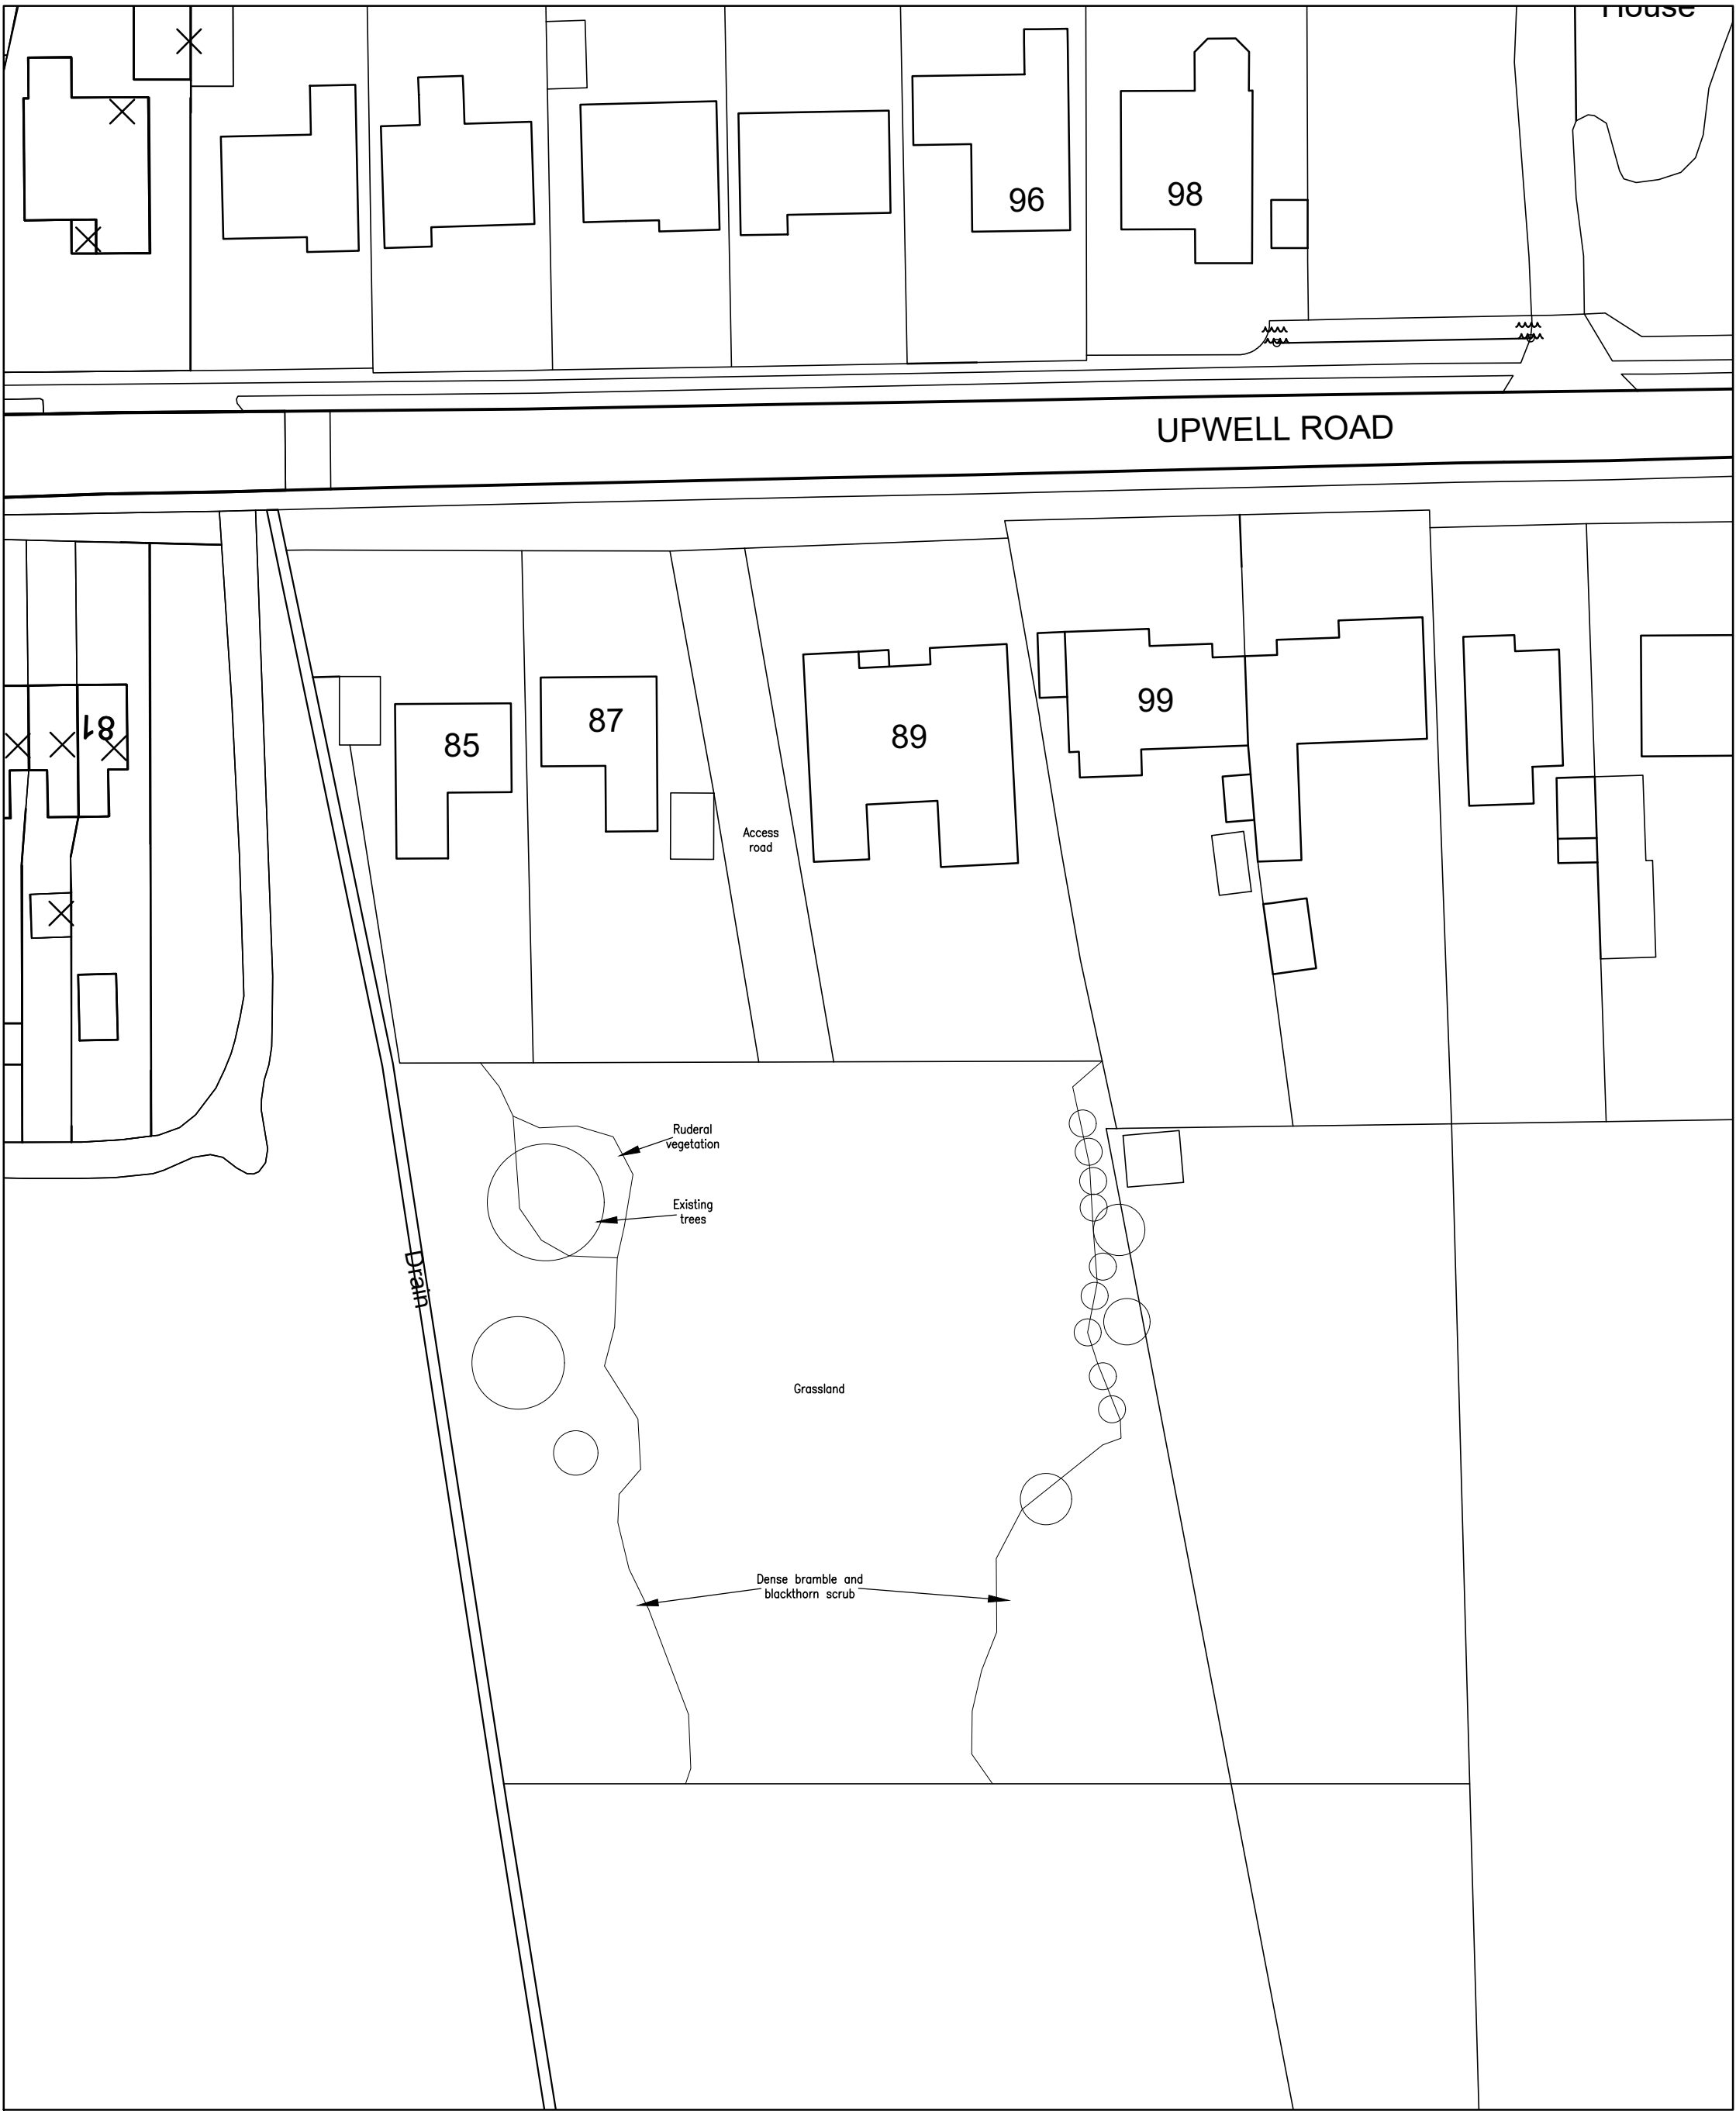 House
96
98
UPWELL ROAD
81
85
87
89
99
Access
road
Ruderal
vegetation
Existing
trees
Drain
Grassland
Dense bramble and
blackthorn scrub